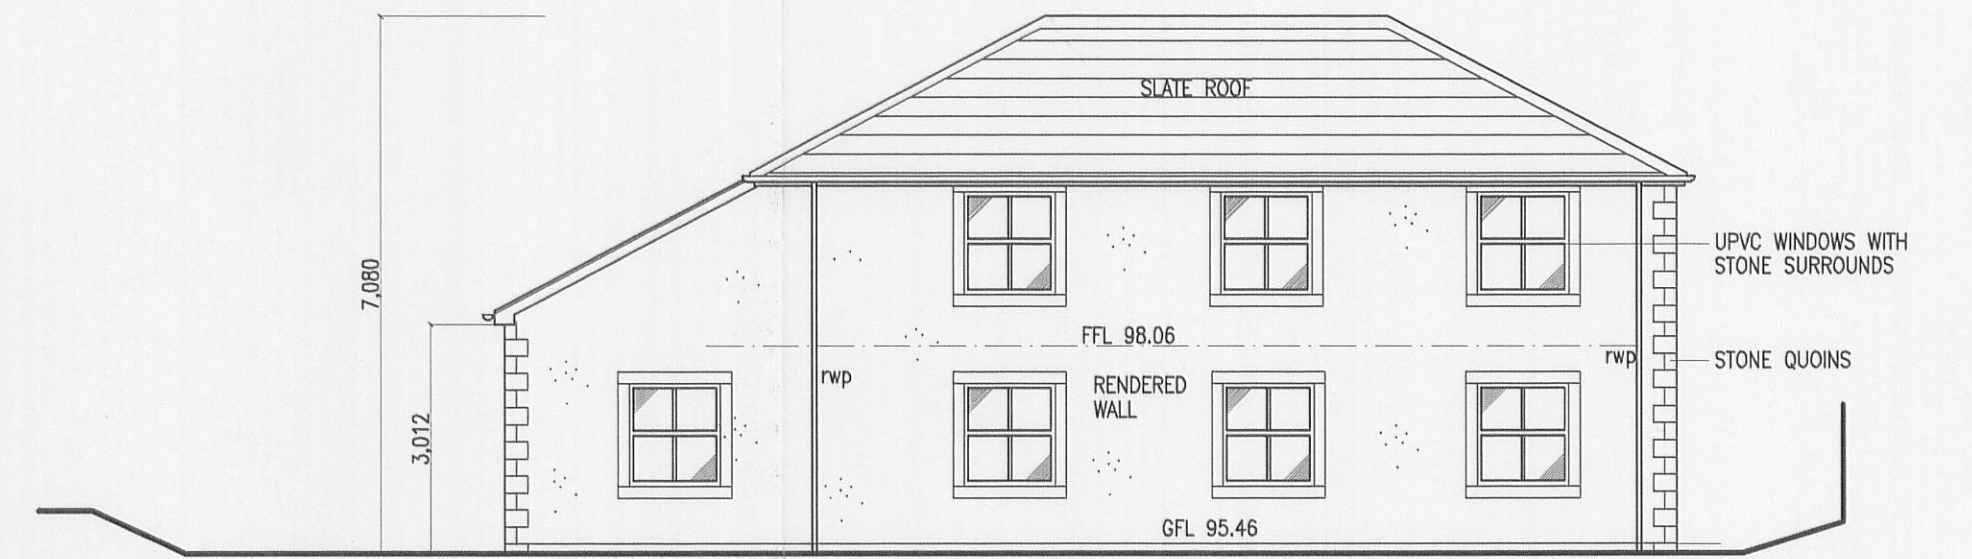 SLATE ROOF
7,080
UPVC WINDOWS WITH
STONE SURROUNDS
FFL 98.06
rwp
STONE QUOINS
rwp
RENDERED
WALL
3,012
GFL 95.46